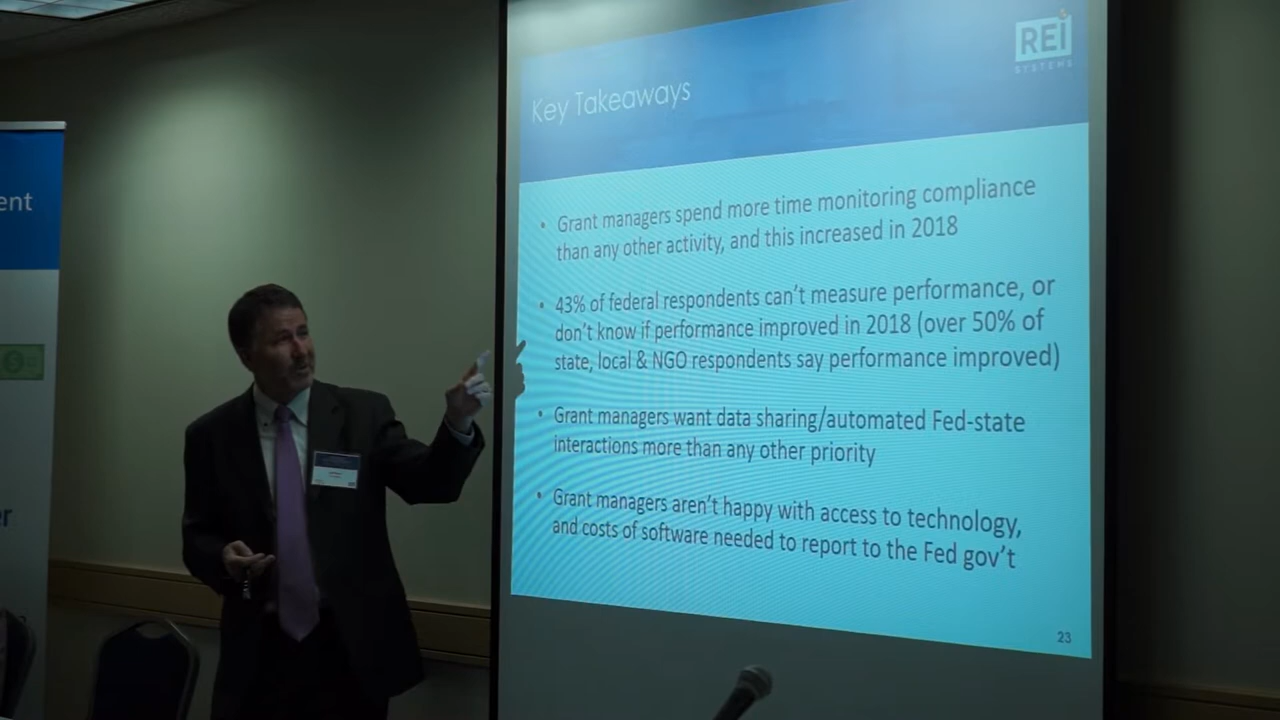 ent
er
REI
SYSTEMS
Key Takeaways
• Grant managers spend more time monitoring compliance
than any other activity, and this increased in 2018
• 43% of federal respondents can't measure performance, or
don't know if performance improved in 2018 (over 50% of
state, local & NGO respondents say performance improved)
• Grant managers want data sharing/automated Fed-state
interactions more than any other priority
• Grant managers aren't happy with access to technology,
and costs of software needed to report to the Fed gov't
23